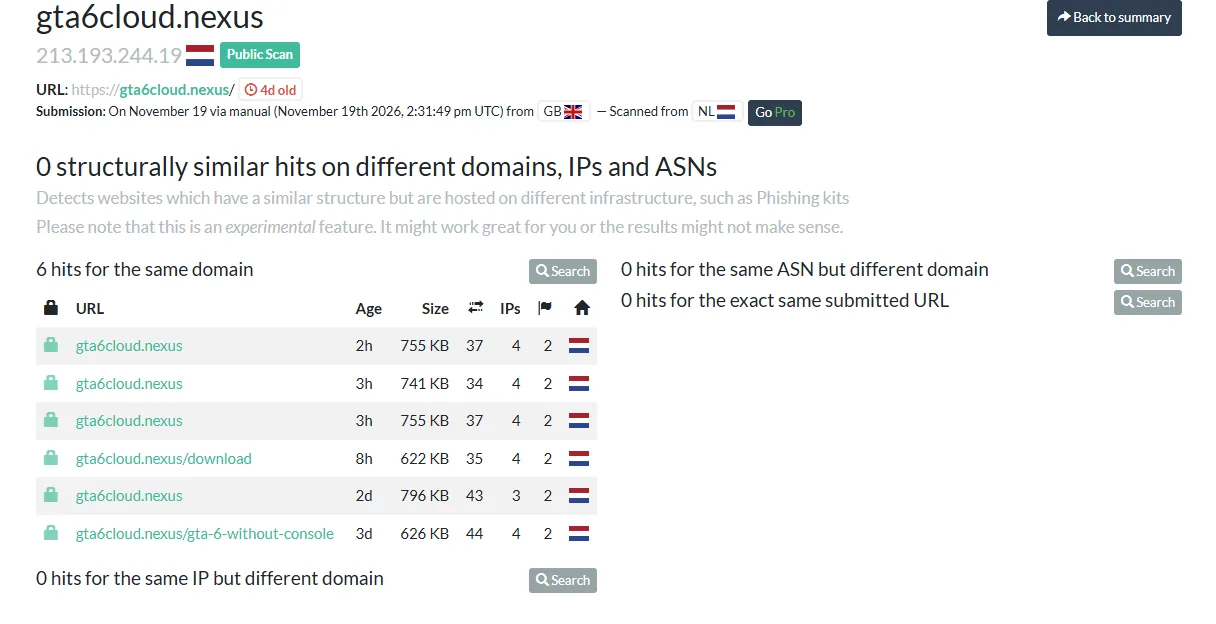 gta6cloud.nexus
Back to summary
213.193.244.19 Public Scan
URL: https://gta6cloud.nexus/ 4d old
Submission: On November 19 via manual (November 19th 2026, 2:31:49 pm UTC) from GB — Scanned from NL Go Pro
0 structurally similar hits on different domains, IPs and ASNs
Detects websites which have a similar structure but are hosted on different infrastructure, such as Phishing kits
Please note that this is an experimental feature. It might work great for you or the results might not make sense.
6 hits for the same domain Search
URL Age Size IPs
gta6cloud.nexus 2h 755 KB 37 4 2
gta6cloud.nexus 3h 741 KB 34 4 2
gta6cloud.nexus 3h 755 KB 37 4 2
gta6cloud.nexus/download 8h 622 KB 35 4 2
gta6cloud.nexus 2d 796 KB 43 3 2
gta6cloud.nexus/gta-6-without-console 3d 626 KB 44 4 2
0 hits for the same IP but different domain Search
0 hits for the same ASN but different domain Search
0 hits for the exact same submitted URL Search